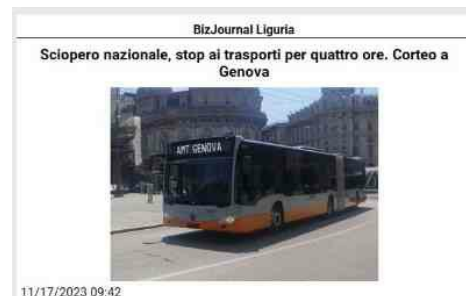 BizJournal Liguria
Sciopero nazionale, stop ai trasporti per quattro ore. Corteo a
Genova
AMT GENOVA
11/17/2023 09:42